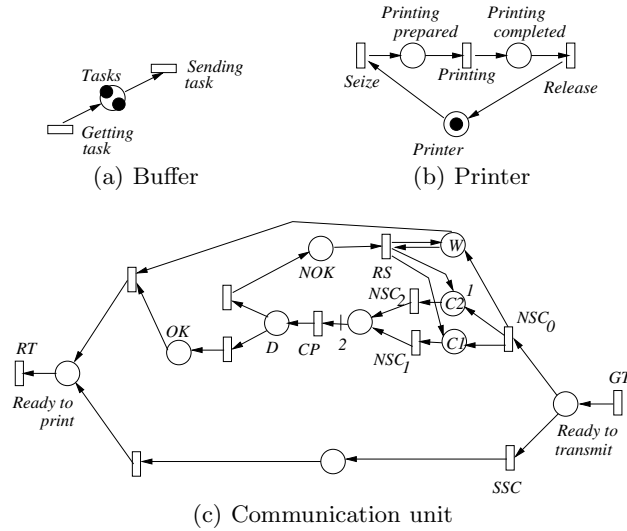 Tasks
Sending
task
Getting
task
(a) Buffer
Printing
prepared
Printing
completed
Seize
Printing
Release
Printer
(b) Printer
NOK
RS
W
NSC2
C2
1
NSC0
OK
D
CP
2
NSC1
C1
RT
GT
Ready to
print
Ready to
transmit
SSC
(c) Communication unit